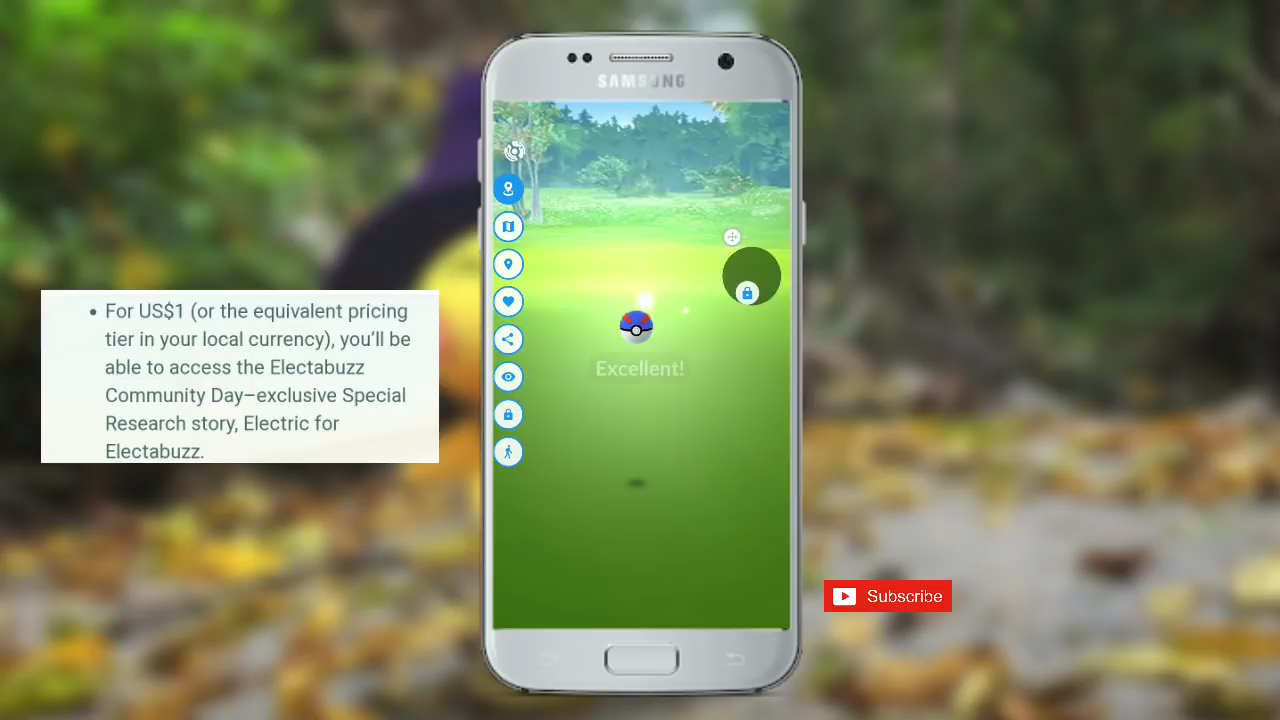 SAMSUNG
• For US$1 (or the equivalent pricing
tier in your local currency), you’ll be
able to access the Electabuzz
Community Day–exclusive Special
Research story, Electric for
Electabuzz.
Excellent!
Subscribe